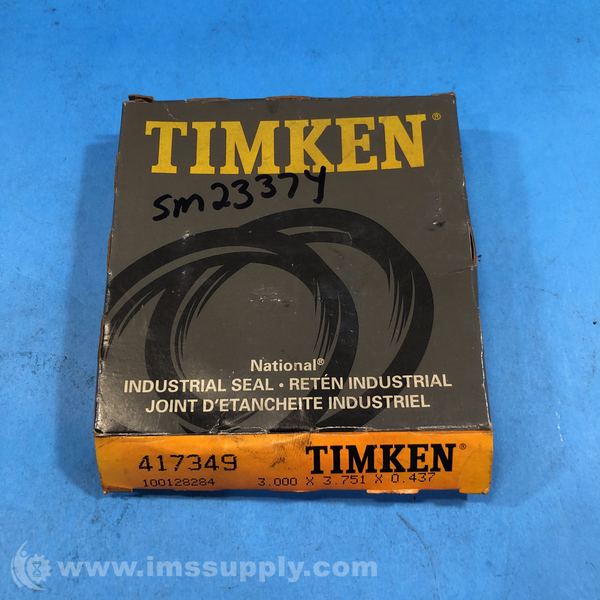 TIMKEN®
sm23374
National®
INDUSTRIAL SEAL • RETÉN INDUSTRIAL
JOINT D'ETANCHEITE INDUSTRIEL
417349 TIMKEN®
100128284 3.000 X 3.751 X 0.437
© www.imssupply.com